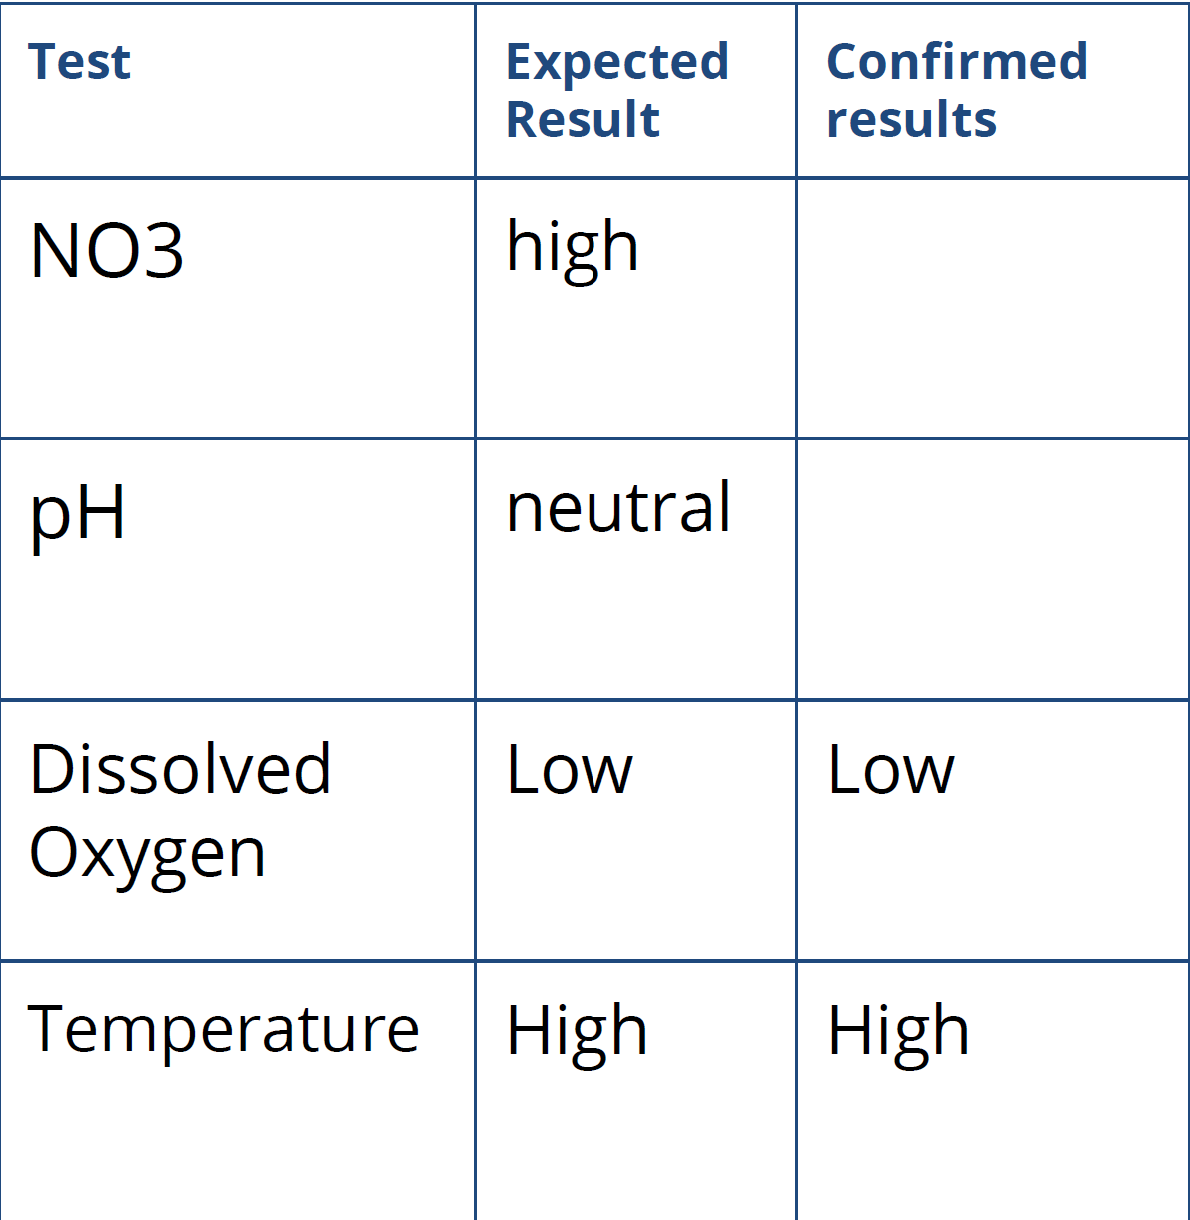 Test
Expected
Result
Confirmed
results
NO3
high
pH
neutral
Dissolved
Oxygen
Low
Low
Temperature
High
High